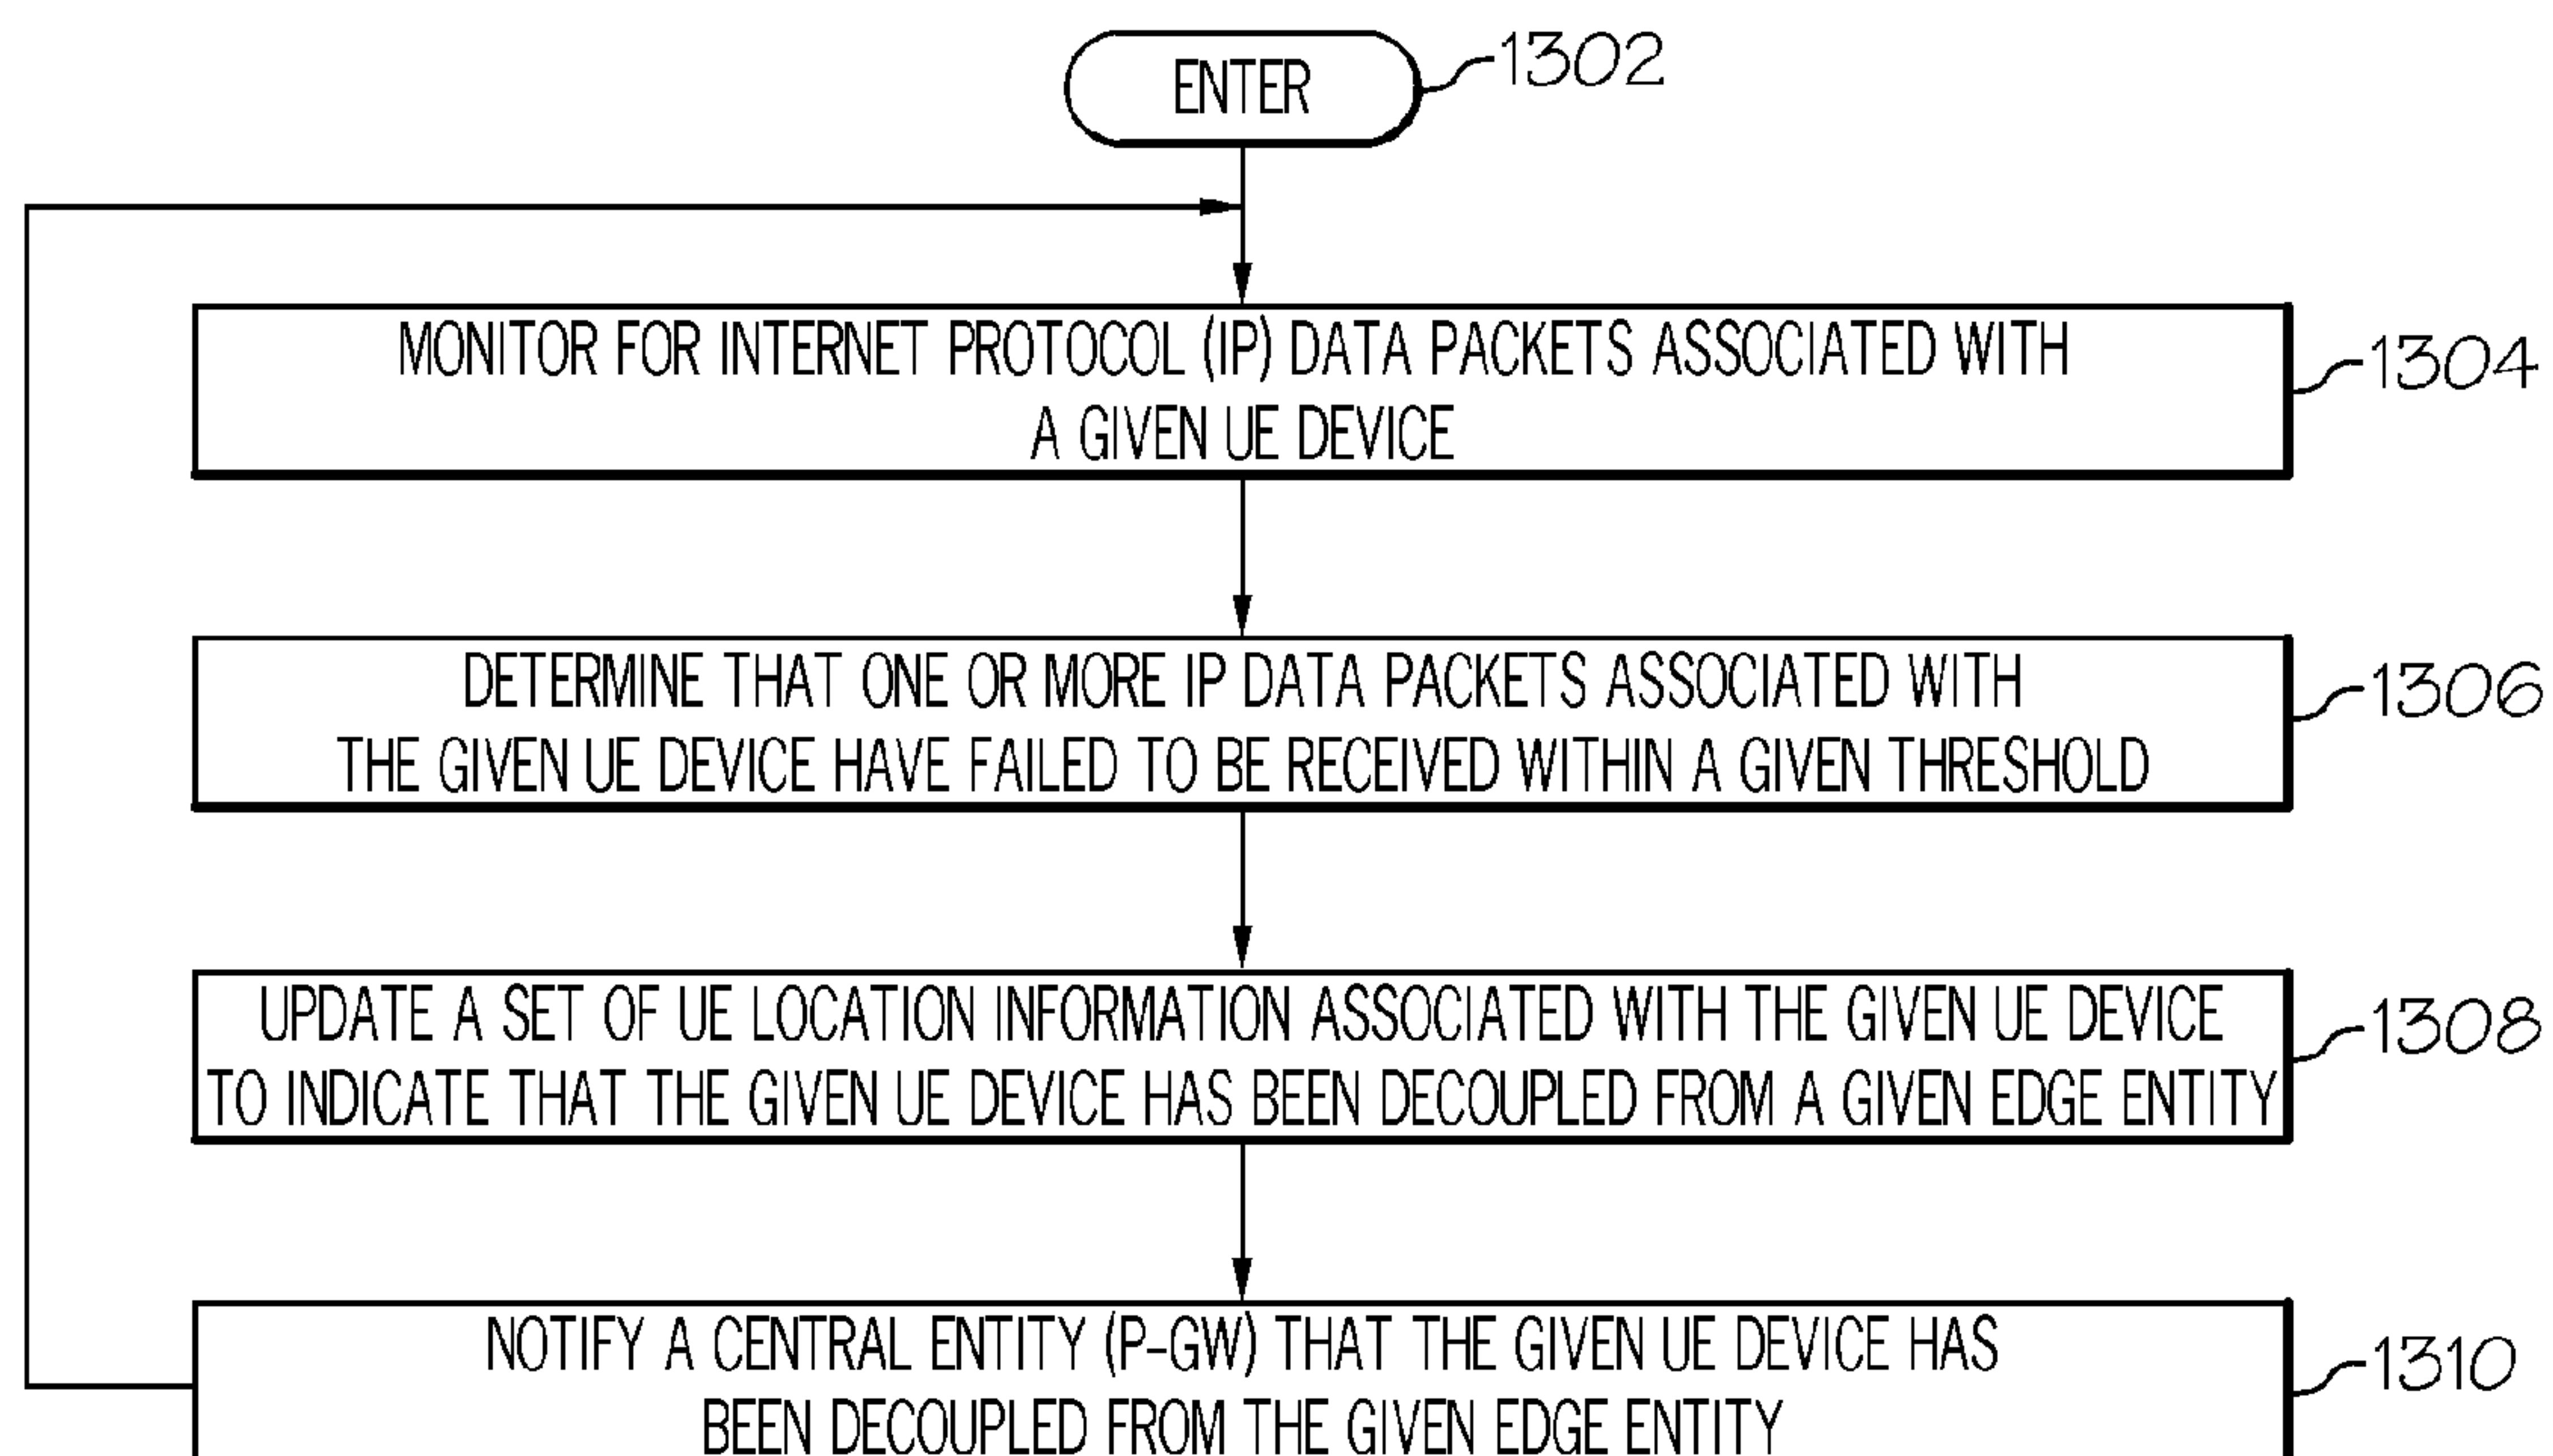 ENTER
1302
MONITOR FOR INTERNET PROTOCOL (IP) DATA PACKETS ASSOCIATED WITH
A GIVEN UE DEVICE
1304
DETERMINE THAT ONE OR MORE IP DATA PACKETS ASSOCIATED WITH
THE GIVEN UE DEVICE HAVE FAILED TO BE RECEIVED WITHIN A GIVEN THRESHOLD
1306
UPDATE A SET OF UE LOCATION INFORMATION ASSOCIATED WITH THE GIVEN UE DEVICE
TO INDICATE THAT THE GIVEN UE DEVICE HAS BEEN DECOUPLED FROM A GIVEN EDGE ENTITY
1308
NOTIFY A CENTRAL ENTITY (P-GW) THAT THE GIVEN UE DEVICE HAS
BEEN DECOUPLED FROM THE GIVEN EDGE ENTITY
1310